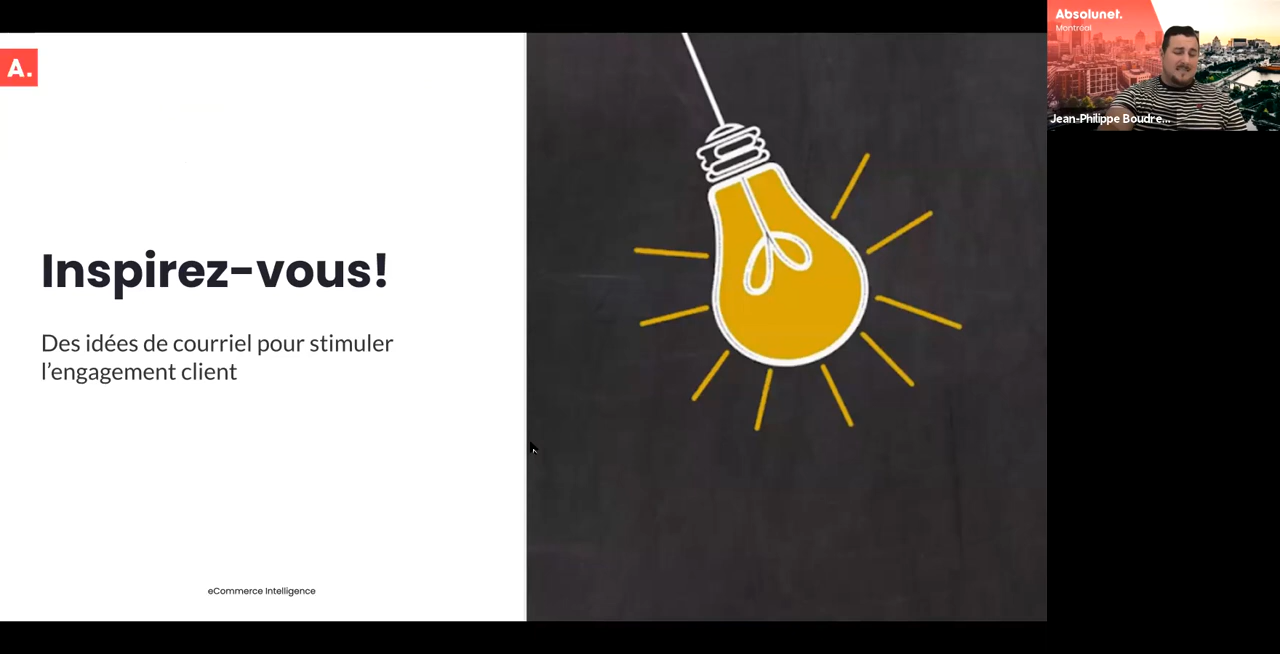 A.
Inspirez-vous!
Des idées de courriel pour stimuler
l’engagement client
eCommerce Intelligence
Absolunet.
Montréal
Jean-Philippe Boudre...